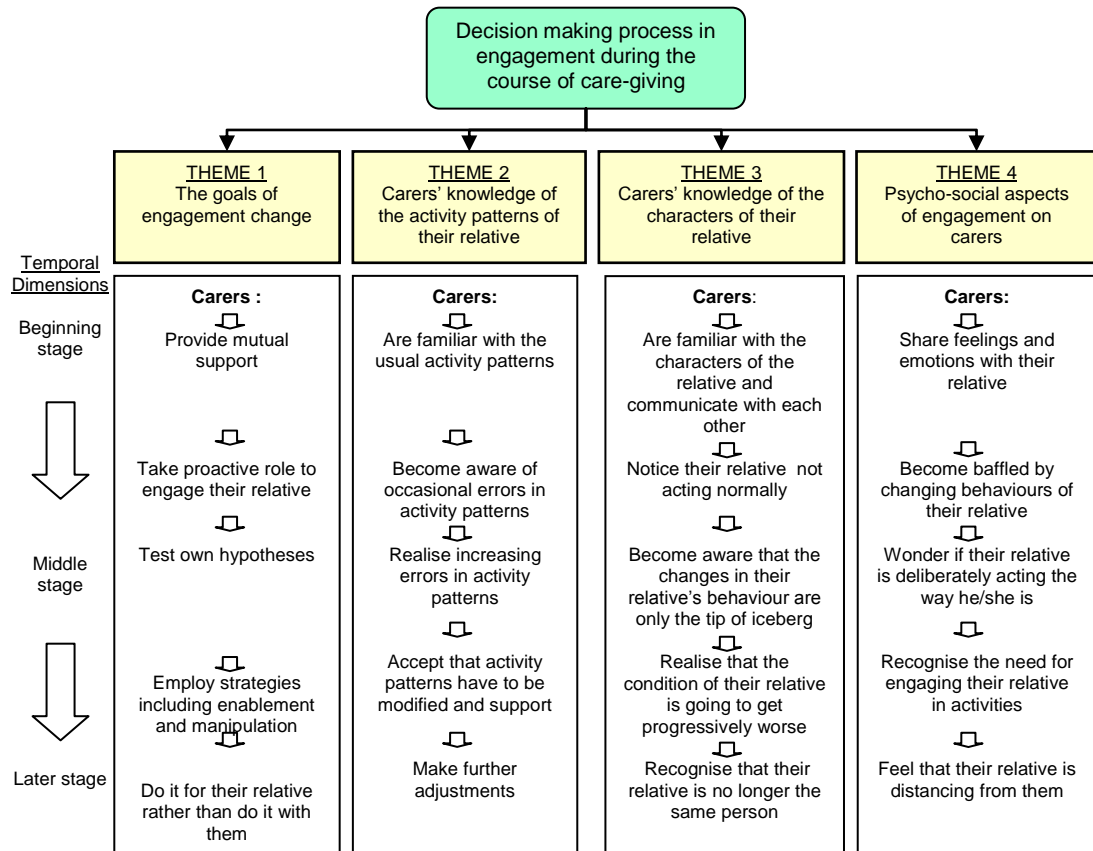 Decision making process in
engagement during the
course of care-giving
THEME 1
The goals of
engagement change
THEME 2
Carers' knowledge of
the activity patterns of
their relative
THEME 3
Carers' knowledge of the
characters of their
relative
THEME 4
Psycho-social aspects
of engagement on
carers
Temporal
Dimensions
Beginning
stage
Middle
stage
Later stage
Carers :
Provide mutual
support
Take proactive role to
engage their relative
Test own hypotheses
Employ strategies
including enablement
and manipulation
Do it for their relative
rather than do it with
them
Carers:
Are familiar with the
usual activity patterns
Become aware of
occasional errors in
activity patterns
Realise increasing
errors in activity
patterns
Accept that activity
patterns have to be
modified and support
Make further
adjustments
Carers:
Are familiar with the
characters of the
relative and
communicate with each
other
Notice their relative not
acting normally
Become aware that the
changes in their
relative's behaviour are
only the tip of iceberg
Realise that the
condition of their relative
is going to get
progressively worse
Recognise that their
relative is no longer the
same person
Carers:
Share feelings and
emotions with their
relative
Become baffled by
changing behaviours of
their relative
Wonder if their relative
is deliberately acting the
way he/she is
Recognise the need for
engaging their relative
in activities
Feel that their relative is
distancing from them